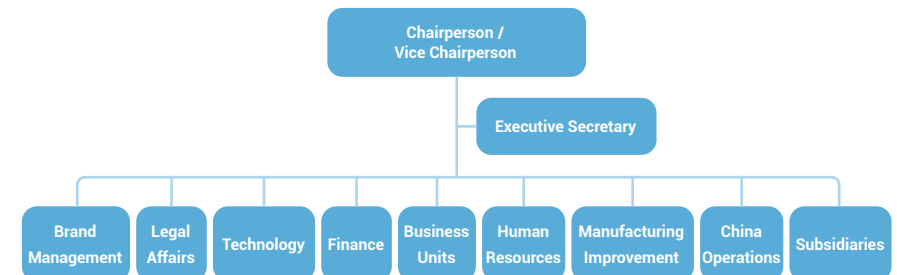 Chairperson /
Vice Chairperson
Executive Secretary
Brand
Management
Legal
Affairs
Technology
Finance
Business
Units
Human
Resources
Manufacturing
Improvement
China
Operations
Subsidiaries